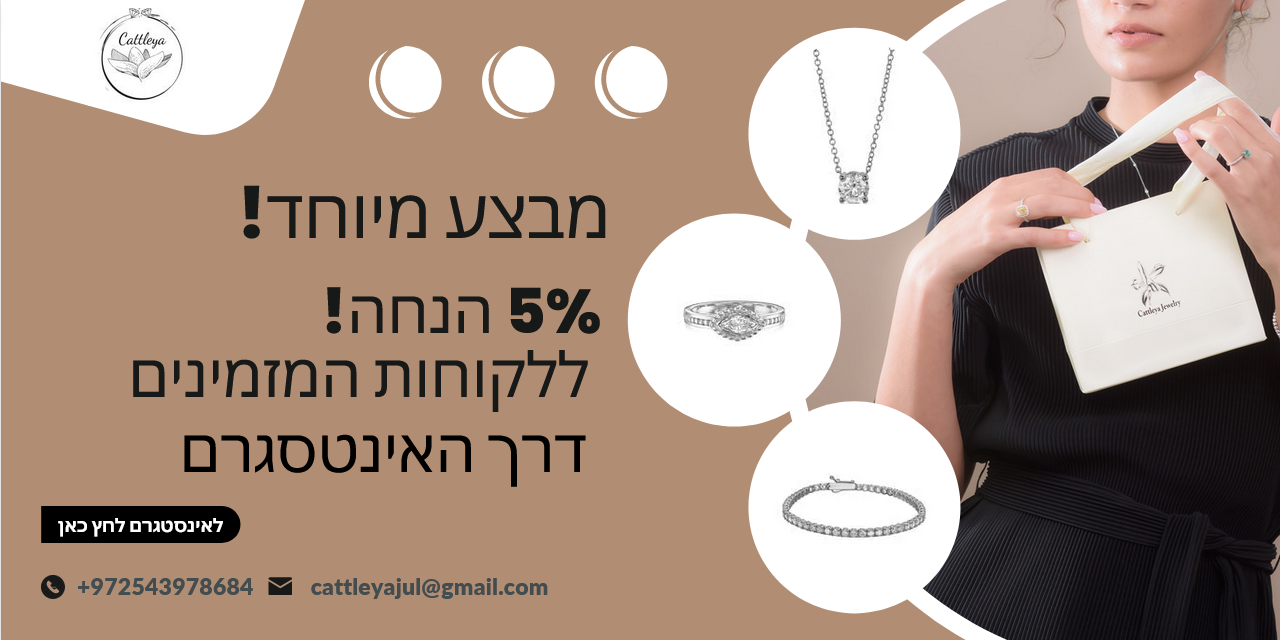 Cattleya
מבצע מיוחד!
5% הנחה!
ללקוחות המזמינים
דרך האינטסגרם
לאינסטגרם לחץ כאן
+972543978684
cattleyajul@gmail.com
Cattleya Jewelry